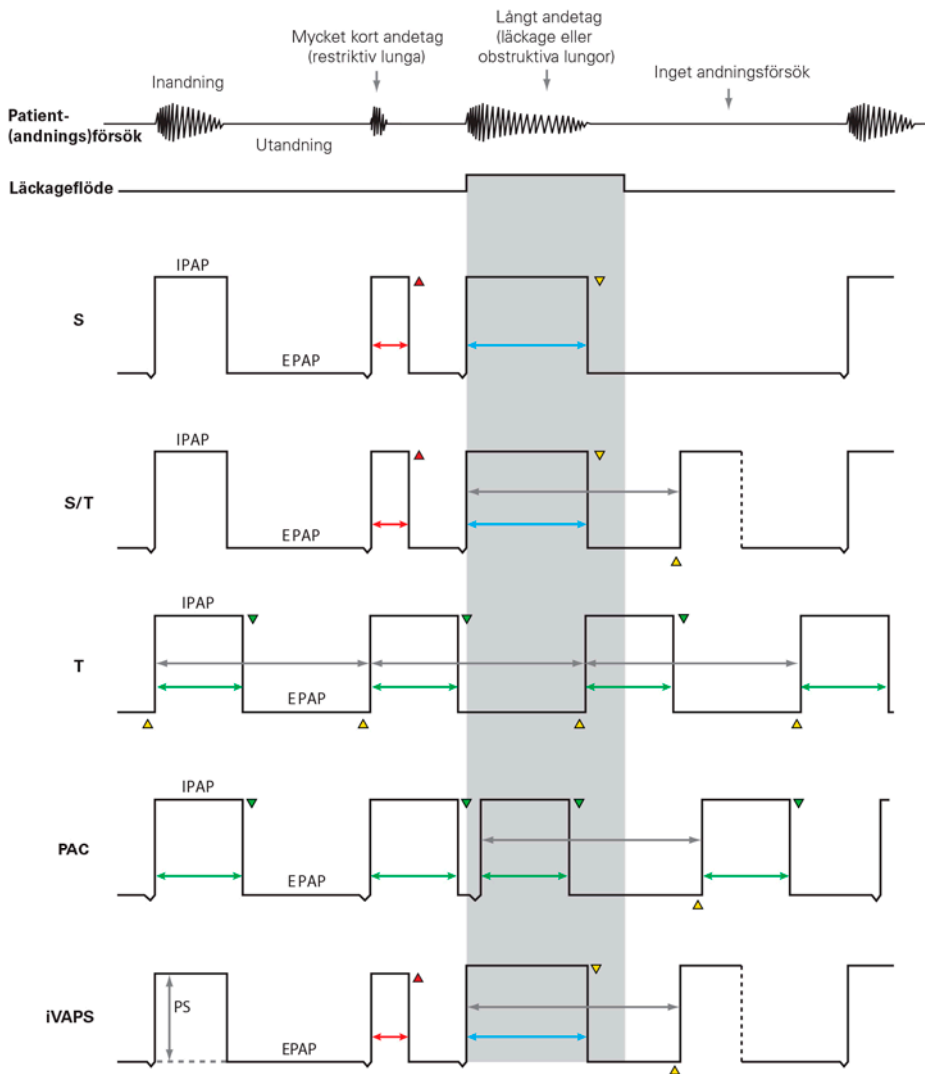 Mycket kort andetag
(restriktiv lunga)
Långt andetag
(läckage eller
obstruktiva lungor)
Inandning
Inget andningsförsök
Patient-
(andnings)försök
Utandning
Läckageflöde
IPAP
S
EPAP
IPAP
S/T
EPAP
IPAP
T
EPAP
IPAP
PAC
EPAP
iVAPS
PS
EPAP